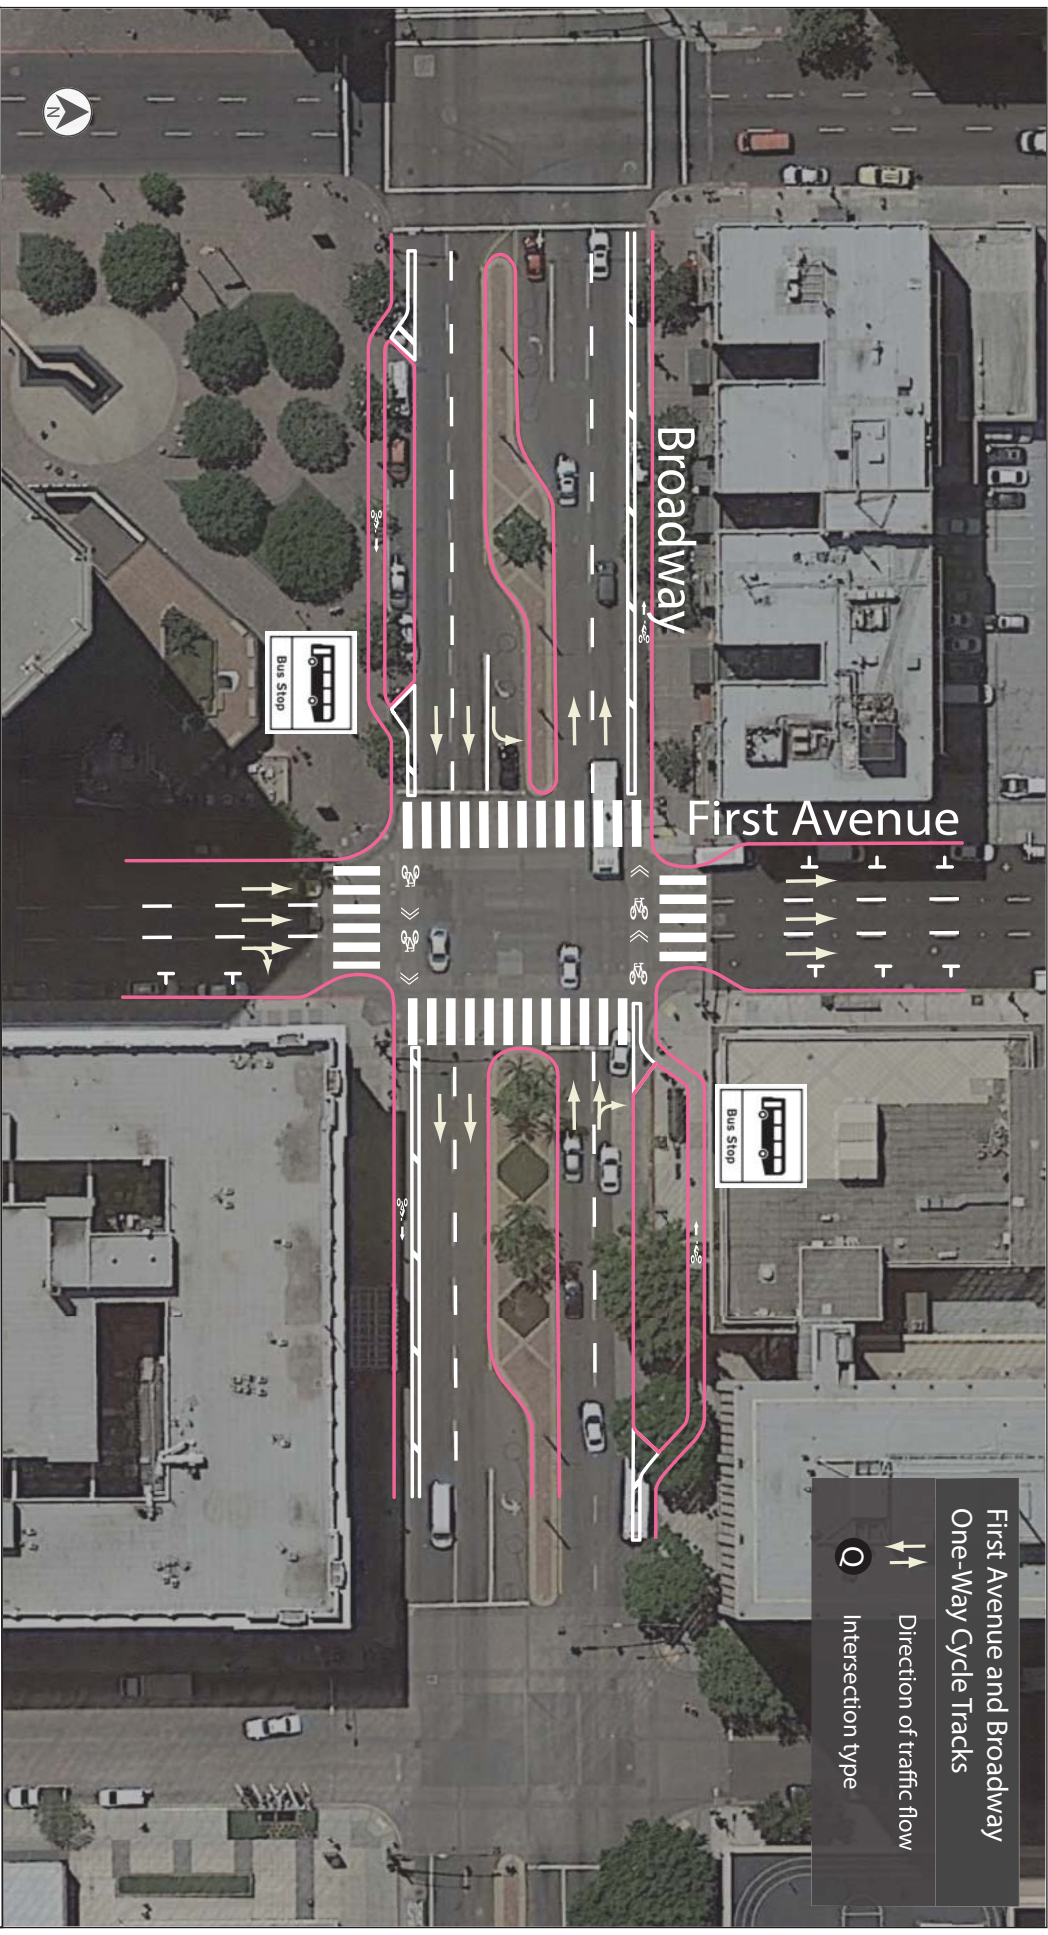 N
Broadway
First Avenue
Bus Stop
Bus Stop
First Avenue and Broadway
One-Way Cycle Tracks
Direction of traffic flow
Q
Intersection type